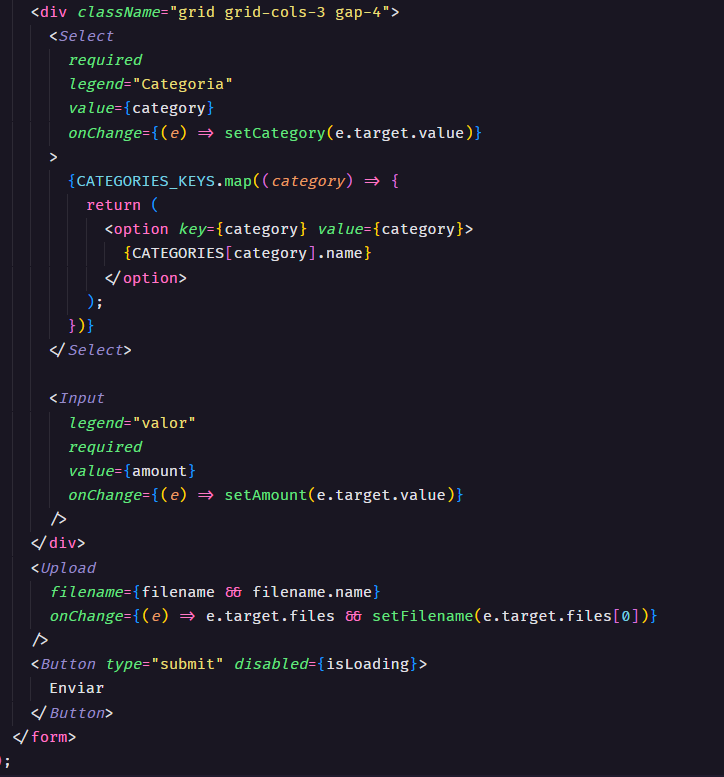 <div className="grid grid-cols-3 gap-4">
<Select
required
legend="Categoria"
value={category}
onChange={(e) => setCategory(e.target.value)}
>
{CATEGORIES_KEYS.map((category) => {
return (
<option key={category} value={category}>
{CATEGORIES[category].name}
</option>
);
})}
</Select>
<Input
legend="valor"
required
value={amount}
onChange={(e) => setAmount(e.target.value)}
/>
</div>
<Upload
filename={filename && filename.name}
onChange={(e) => e.target.files && setFilename(e.target.files[0])}
/>
<Button type="submit" disabled={isLoading}>
Enviar
</Button>
</form>
);